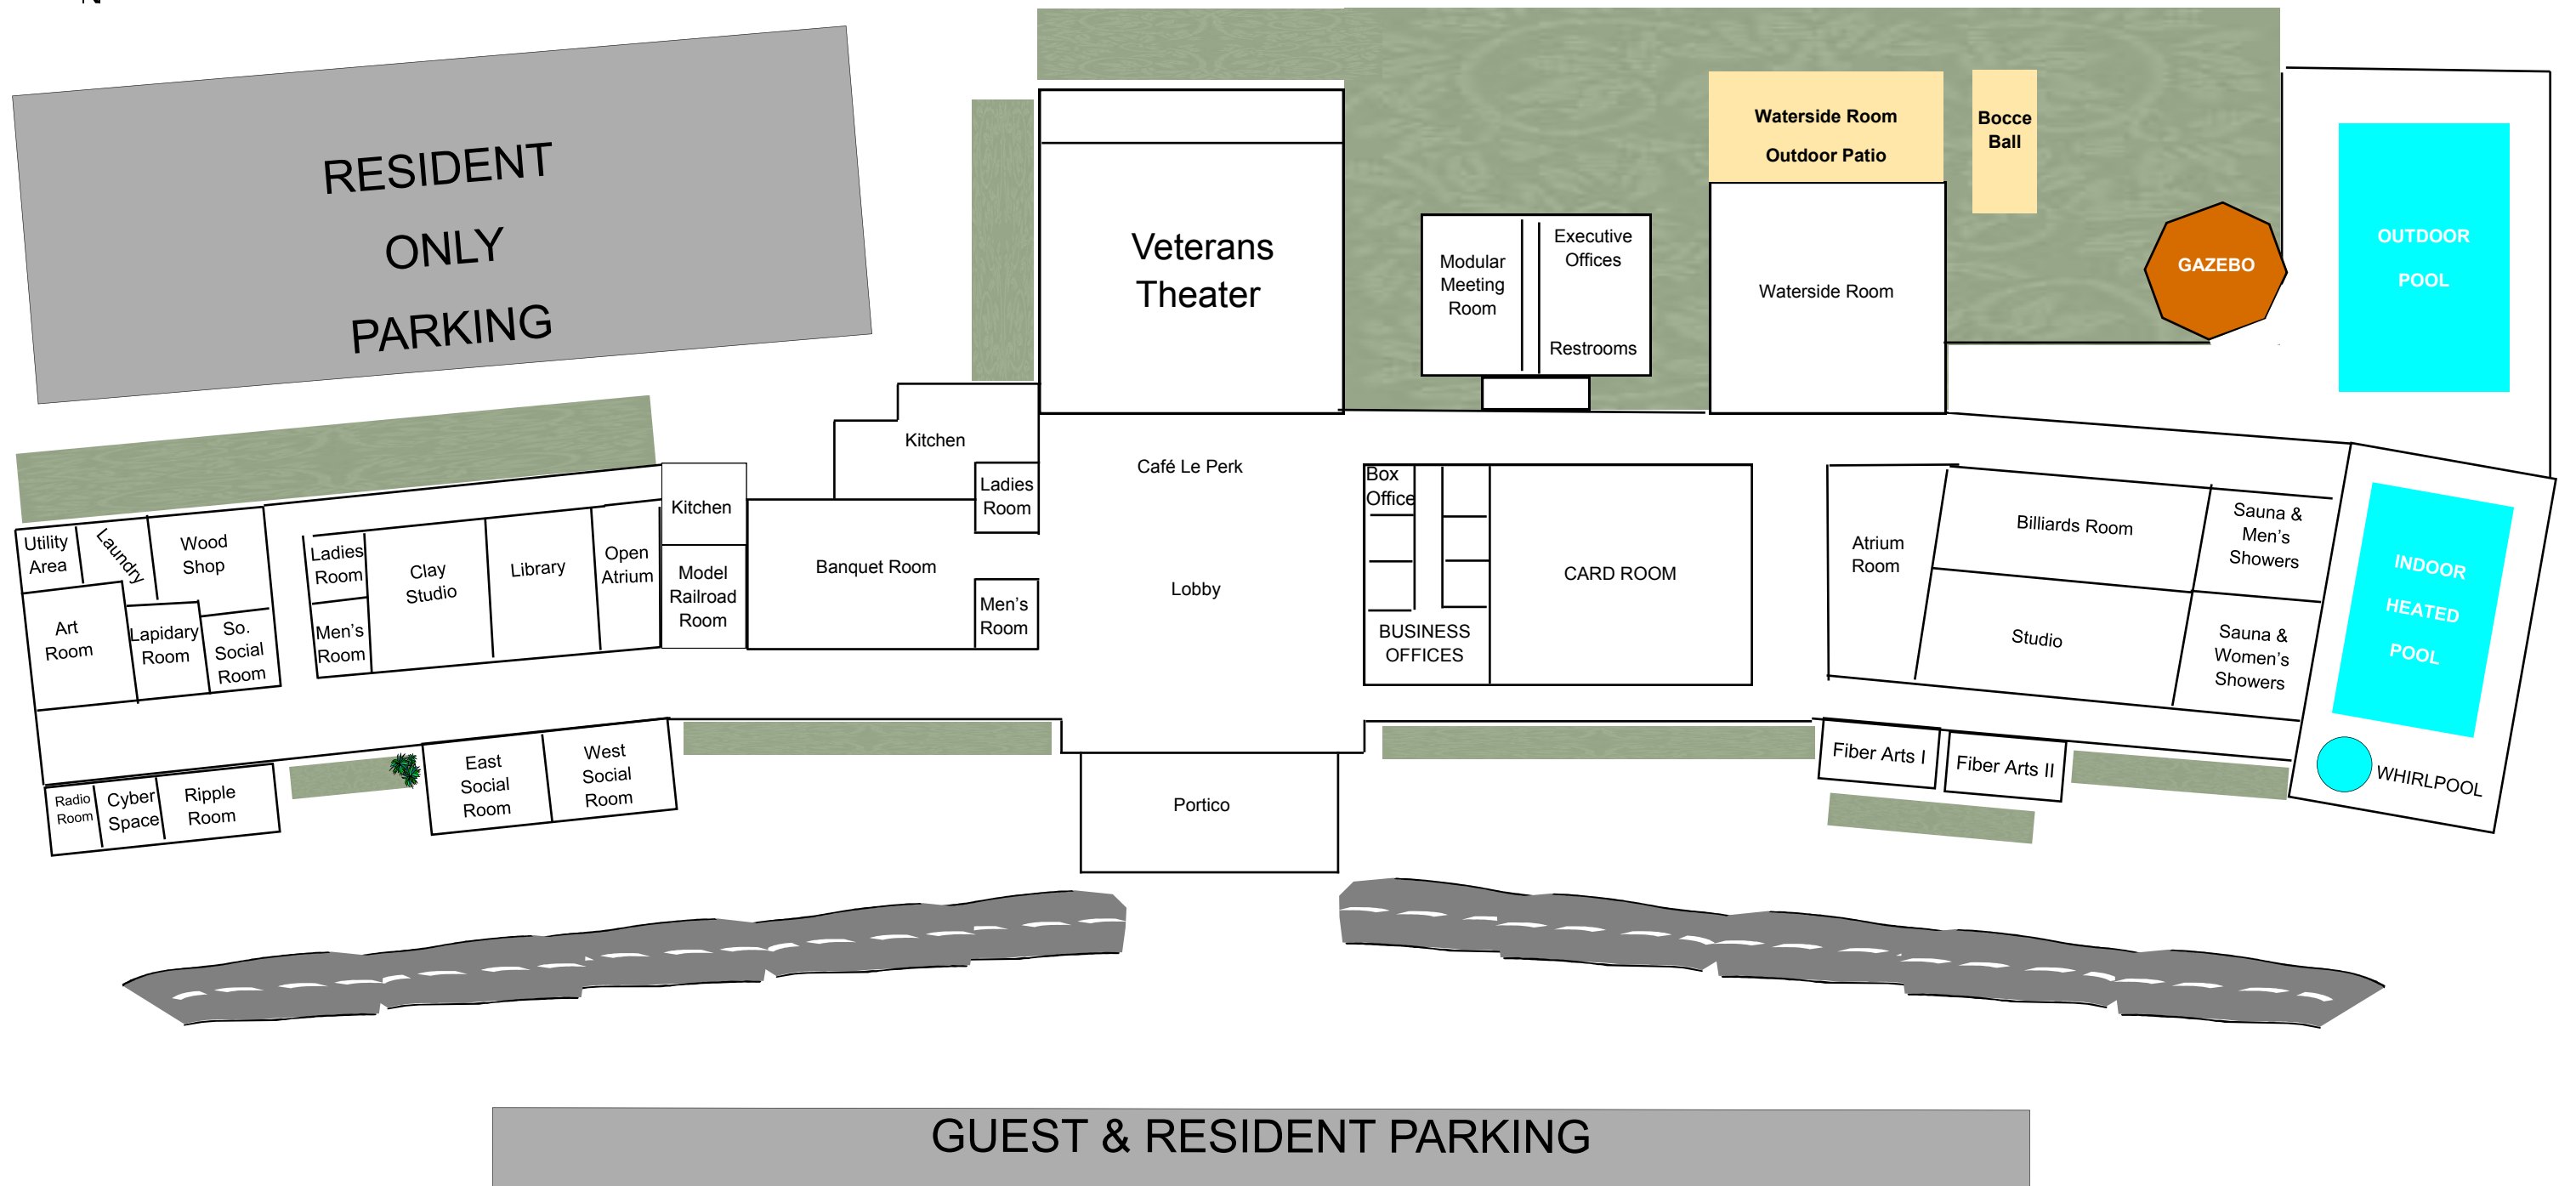 N
RESIDENT
ONLY
PARKING
Veterans
Theater
Modular
Meeting
Room
Executive
Offices
Restrooms
Waterside Room
Outdoor Patio
Waterside Room
Bocce
Ball
GAZEBO
OUTDOOR
POOL
Kitchen
Ladies
Room
Café Le Perk
Box
Office
Utility
Area
Laundry
Wood
Shop
Ladies
Room
Clay
Studio
Library
Open
Atrium
Kitchen
Model
Railroad
Room
Banquet Room
Men's
Room
Lobby
BUSINESS
OFFICES
CARD ROOM
Atrium
Room
Billiards Room
Studio
Sauna &
Men's
Showers
Sauna &
Women's
Showers
INDOOR
HEATED
POOL
WHIRLPOOL
Art
Room
Lapidary
Room
So.
Social
Room
Men's
Room
Radio
Room
Cyber
Space
Ripple
Room
East
Social
Room
West
Social
Room
Portico
Fiber Arts I
Fiber Arts II
GUEST & RESIDENT PARKING